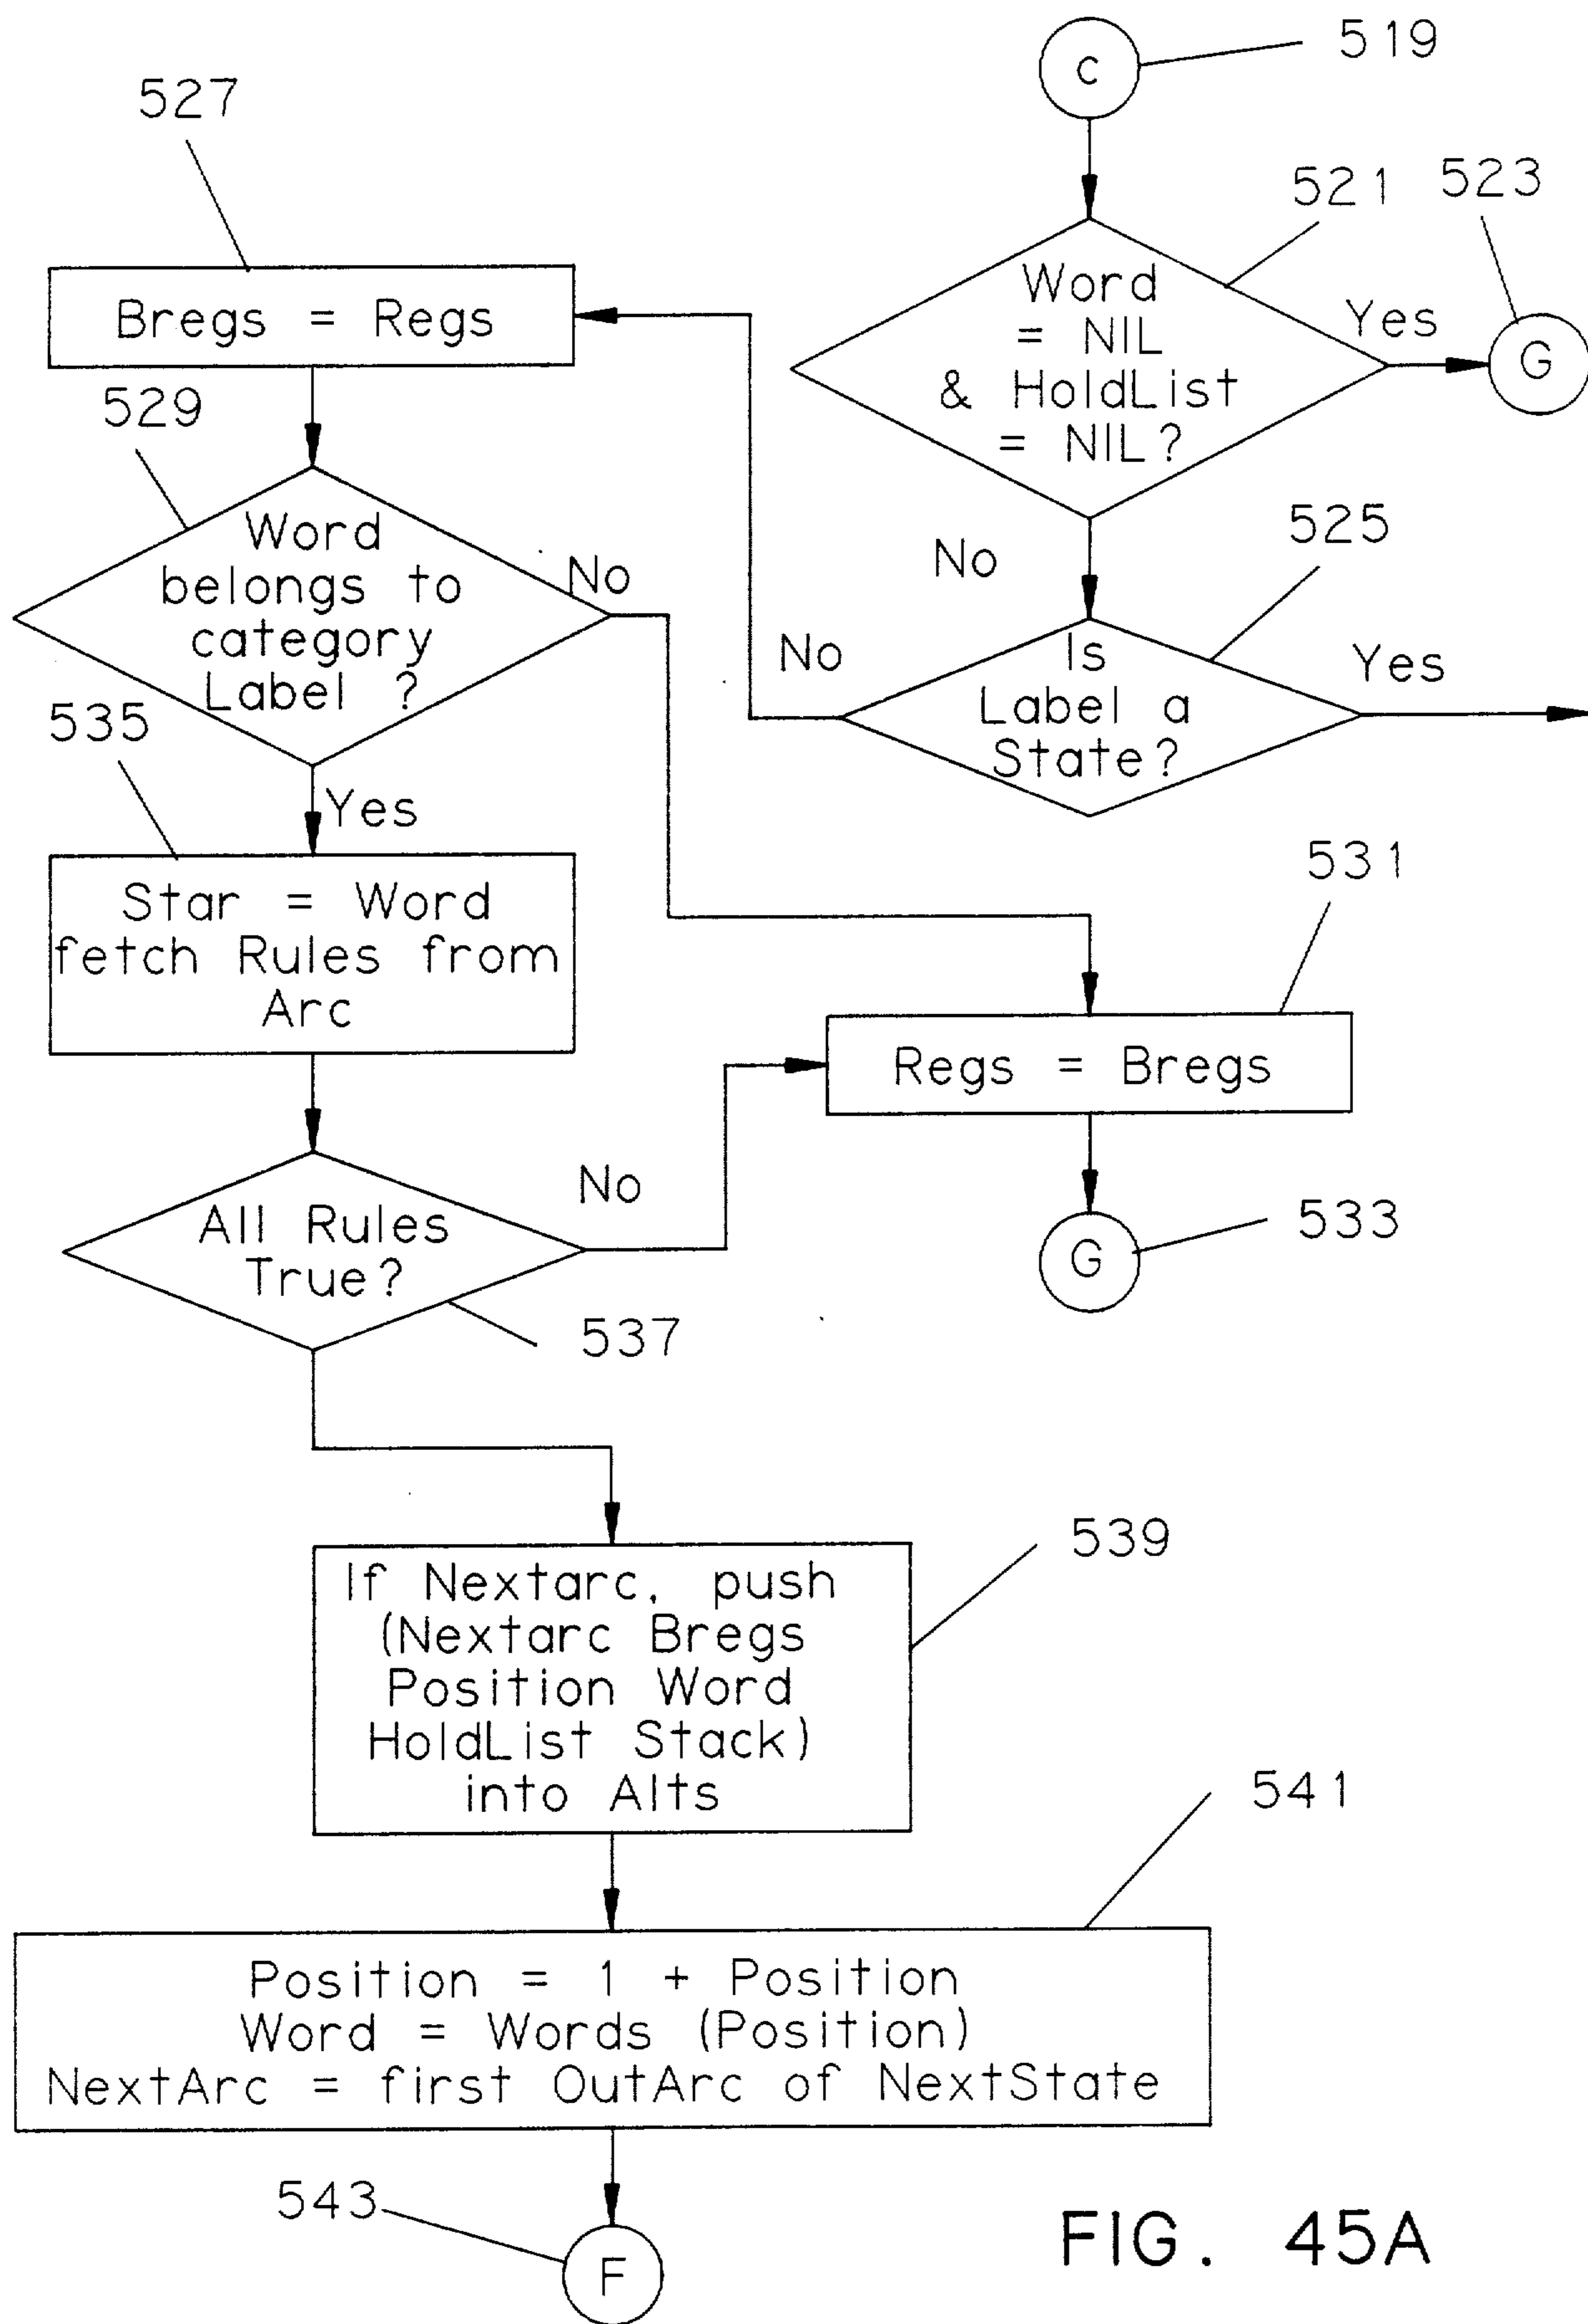 519
C
527
521
523
Word
= NIL
& HoldList
= NIL?
Yes
G
Bregs = Regs
529
No
525
Word
belongs to
category
Label ?
No
No
Is
Label a
State?
Yes
535
Yes
531
Star = Word
fetch Rules from
Arc
Regs = Bregs
No
533
G
All Rules
True?
537
539
If Nextarc, push
(Nextarc Bregs
Position Word
HoldList Stack)
into Alts
541
Position = 1 + Position
Word = Words (Position)
NextArc = first OutArc of NextState
543
F
FIG. 45A